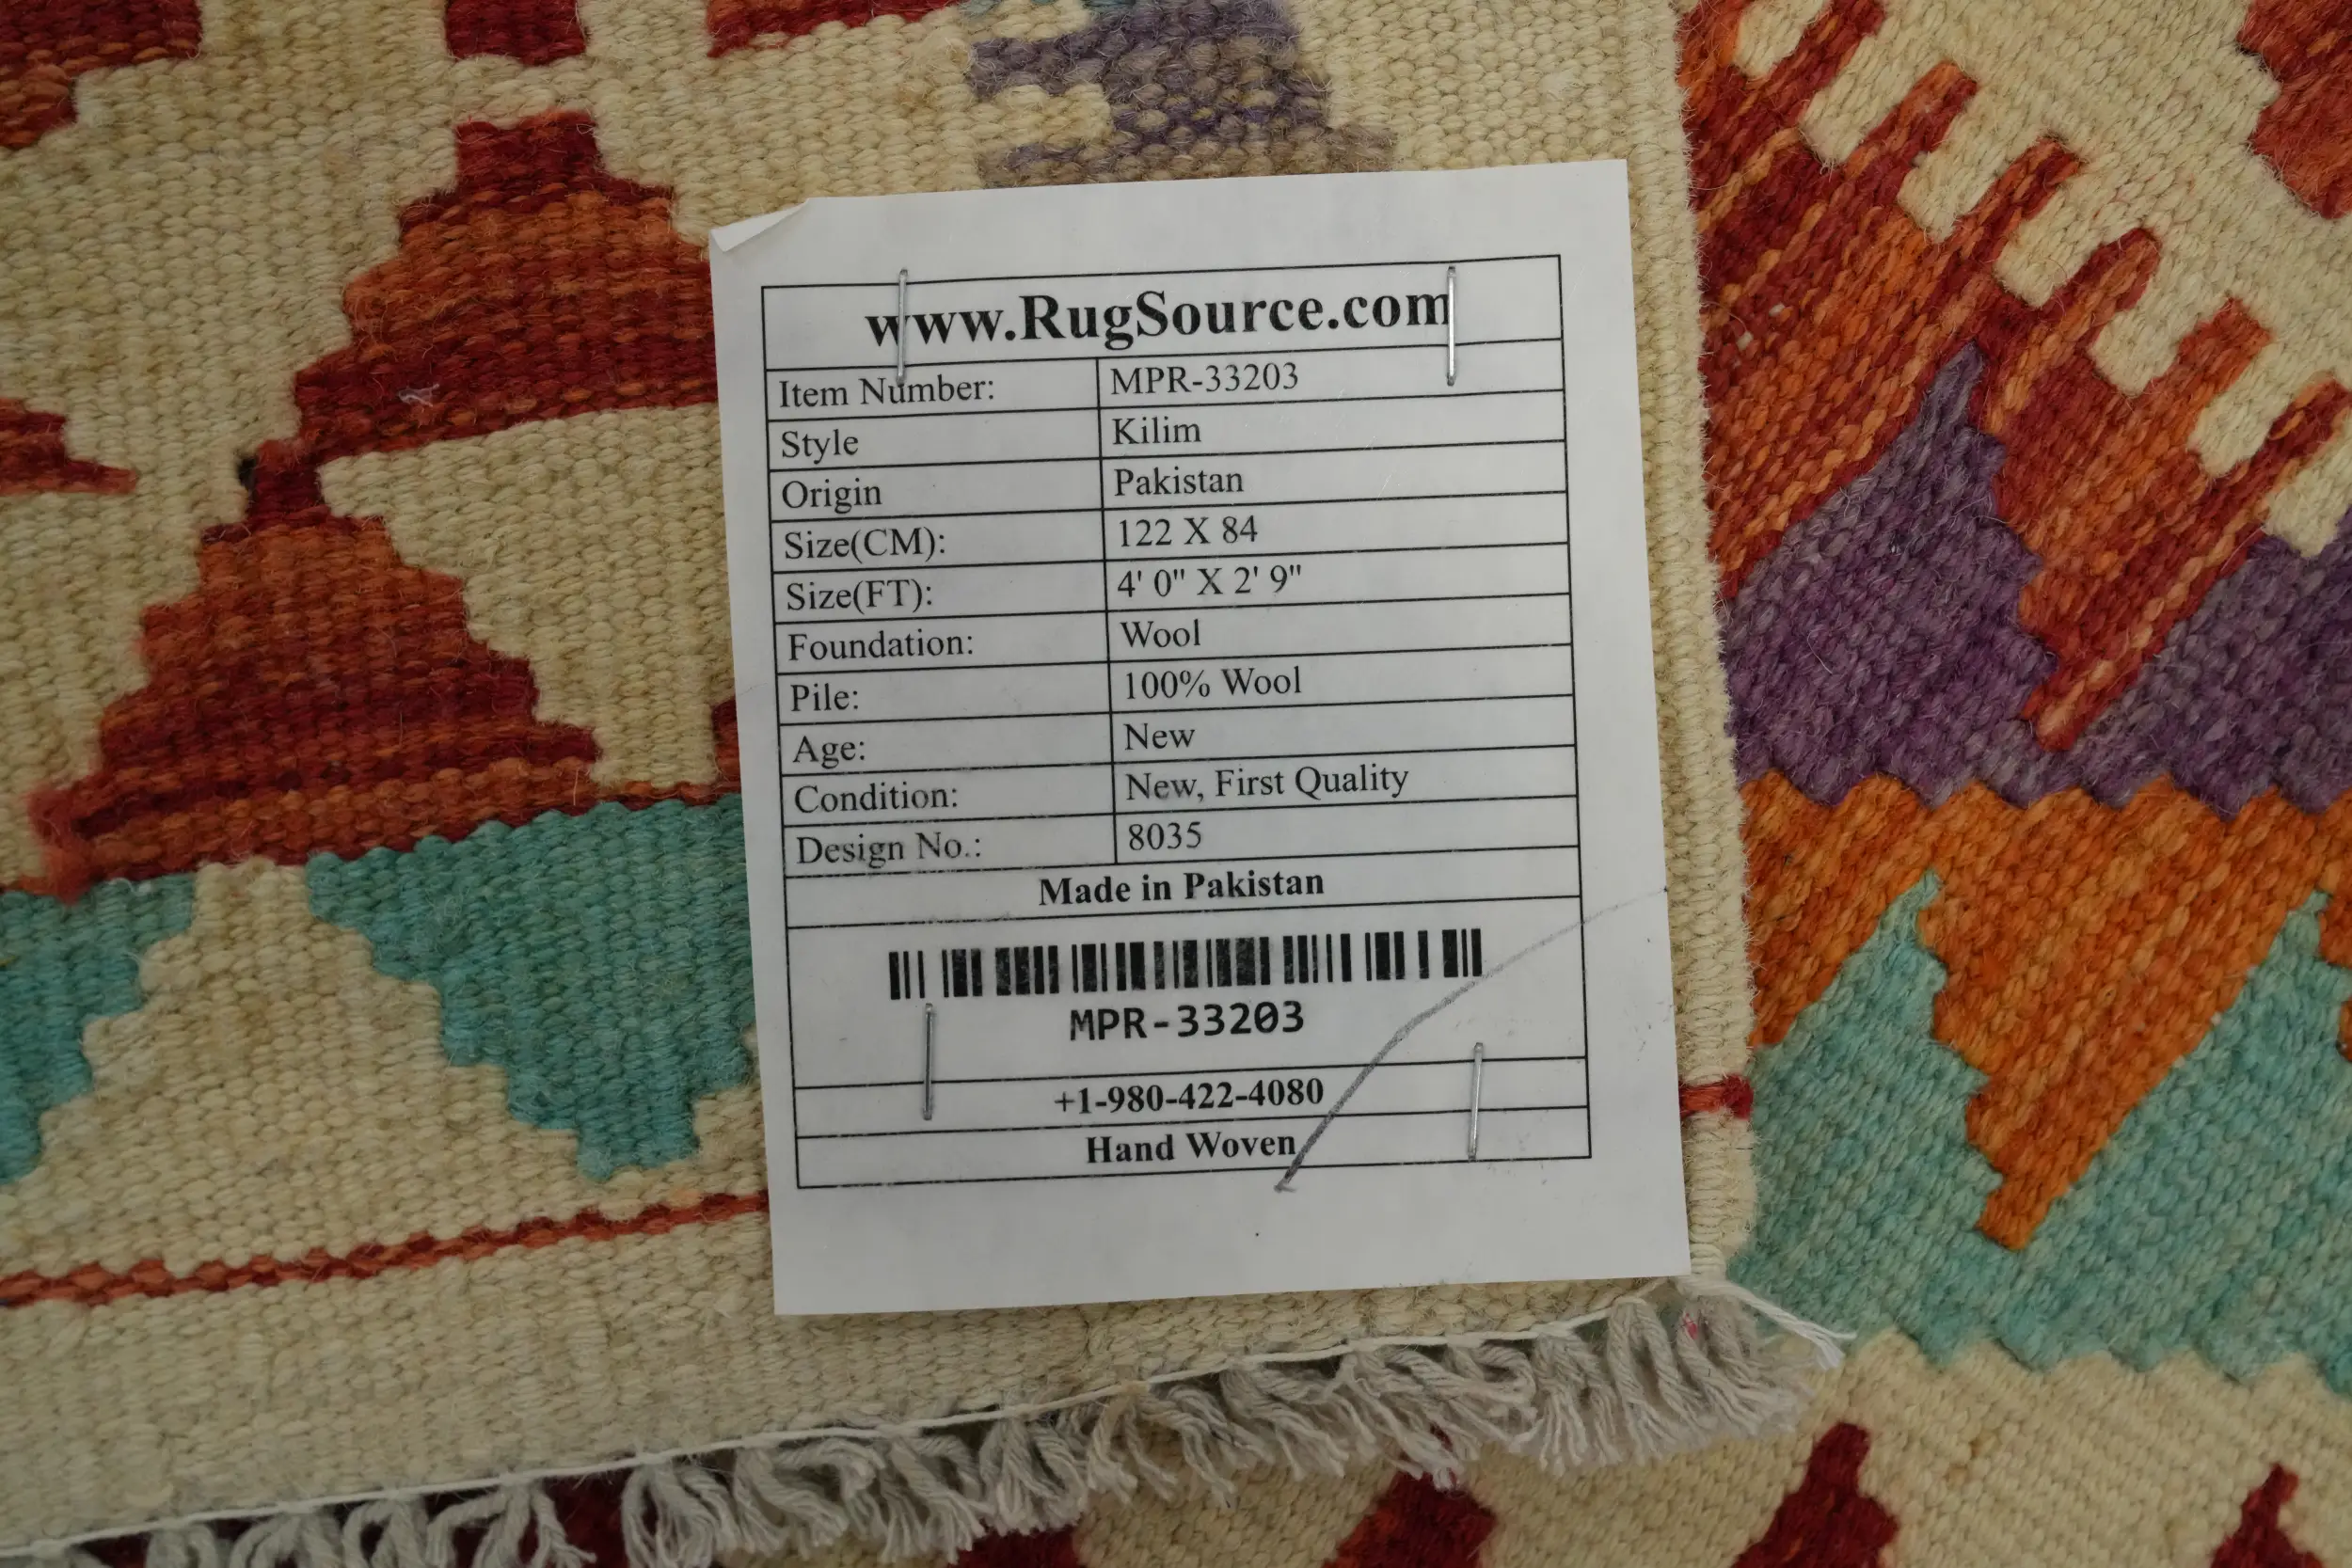 www.RugSource.com
Item Number: MPR-33203
Style Kilim
Origin Pakistan
Size(CM): 122 X 84
Size(FT): 4' 0" X 2' 9"
Foundation: Wool
Pile: 100% Wool
Age: New
Condition: New, First Quality
Design No.: 8035
Made in Pakistan
MPR-33203
+1-980-422-4080
Hand Woven